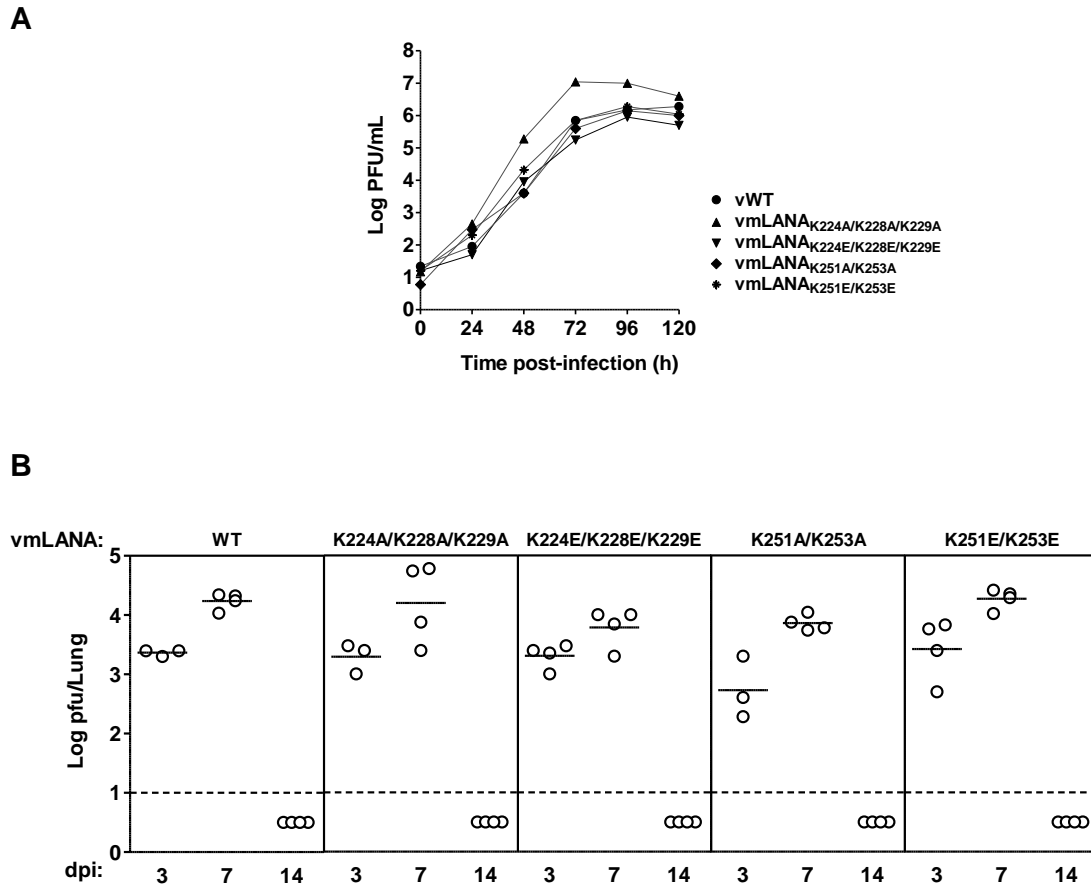 A
8
7
6
5
4
3
2
1
0
Log PFU/mL
0 24 48 72 96 120
Time post-infection (h)
vWT
vmLANAK224A/K228A/K229A
vmLANAK224E/K228E/K229E
vmLANAK251A/K253A
vmLANAK251E/K253E
B
vmLANA: WT K224A/K228A/K229A K224E/K228E/K229E K251A/K253A K251E/K253E
5
4
3
2
1
0
Log pfu/Lung
dpi: 3 7 14 3 7 14 3 7 14 3 7 14 3 7 14